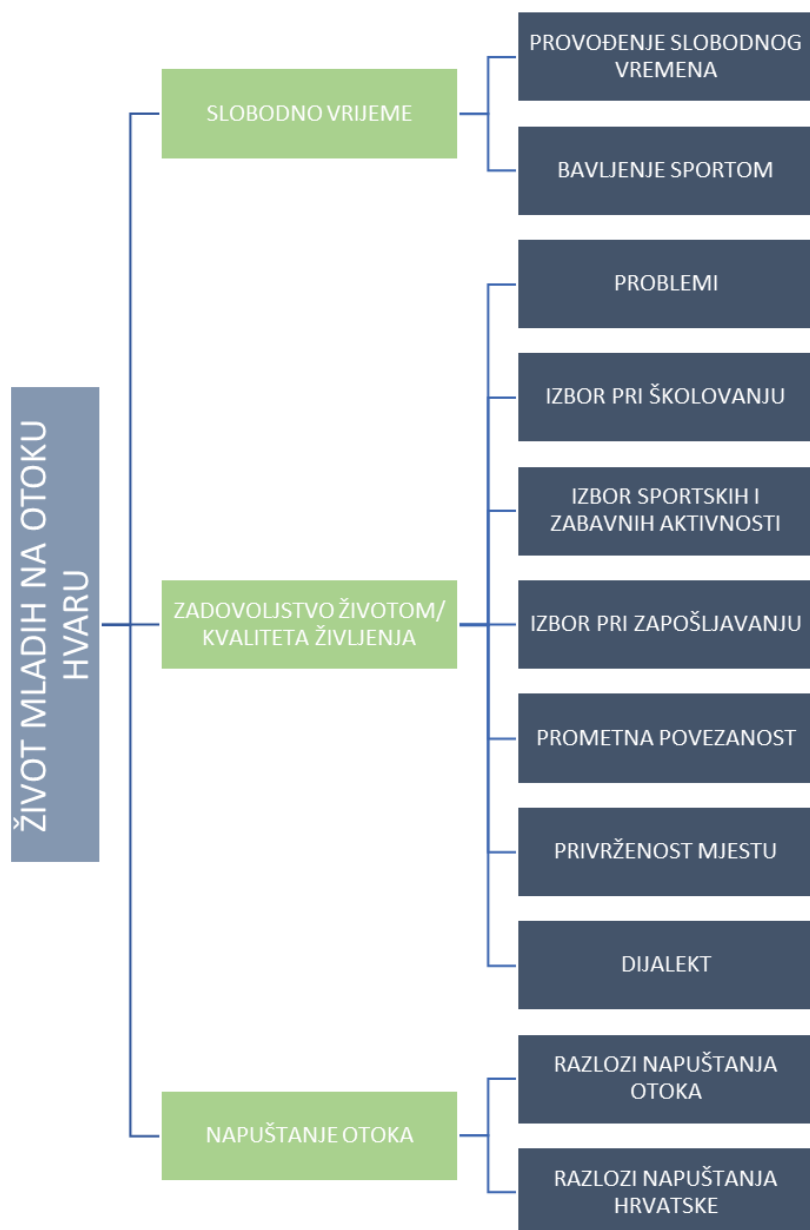 ŽIVOT MLADIH NA OTOKU
HVARU
SLOBODNO VRIJEME
PROVOĐENJE SLOBODNOG
VREMENA
BAVLJENJE SPORTOM
ZADOVOLJSTVO ŽIVOTOM/
KVALITETA ŽIVLJENJA
PROBLEMI
IZBOR PRI ŠKOLOVANJU
IZBOR SPORTSKIH I
ZABAVNIH AKTIVNOSTI
IZBOR PRI ZAPOŠLJAVANJU
PROMETNA POVEZANOST
PRIVRŽENOST MJESTU
DIJALEKT
NAPUŠTANJE OTOKA
RAZLOZI NAPUŠTANJA
OTOKA
RAZLOZI NAPUŠTANJA
HRVATSKE